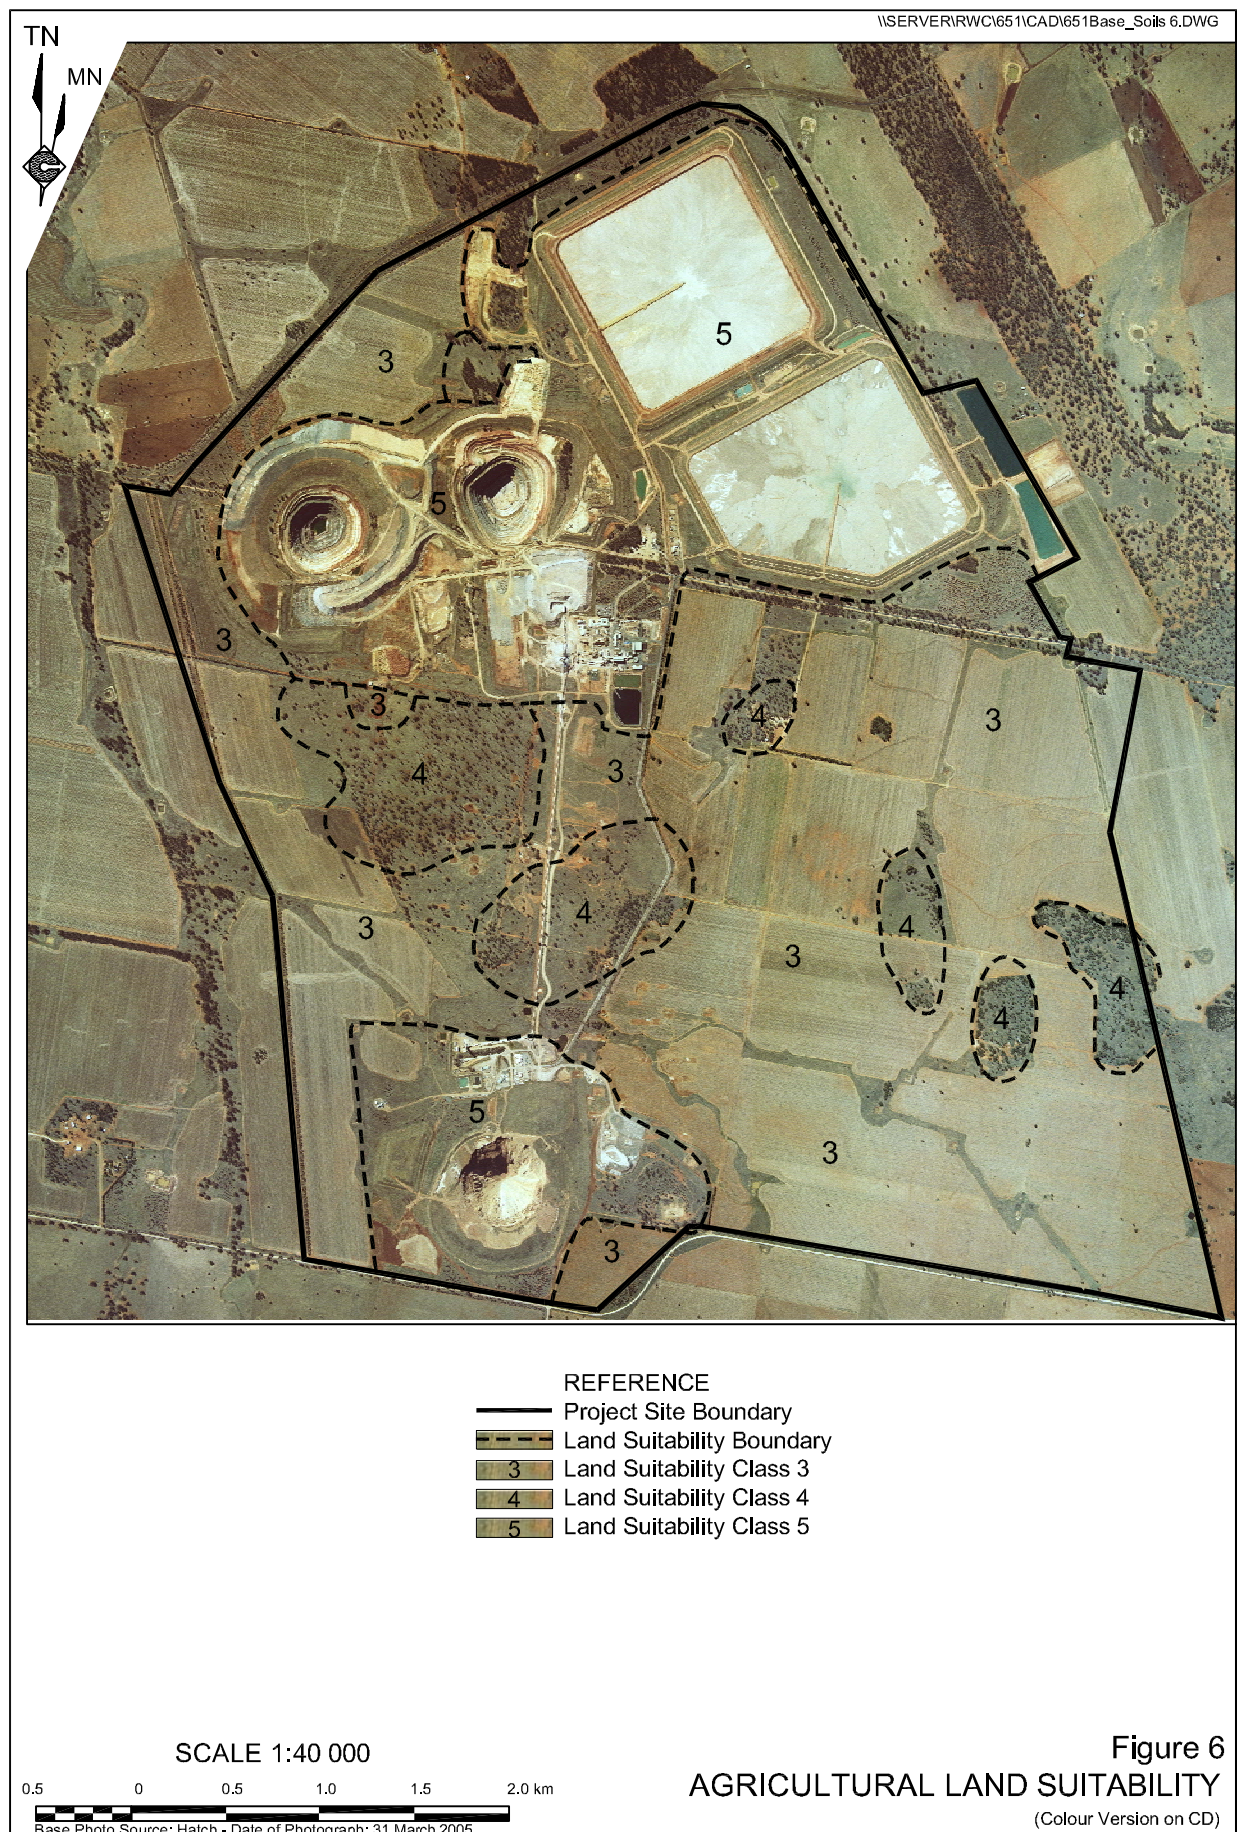 \\SERVER\RWC\651\CAD\651Base_Soils 6.DWG
TN
MN
5
3
5
3
3
4
3
4
3
4
3
4
3
4
4
5
3
3
REFERENCE
Project Site Boundary
Land Suitability Boundary
3 Land Suitability Class 3
4 Land Suitability Class 4
5 Land Suitability Class 5
SCALE 1:40 000
0.5 0 0.5 1.0 1.5 2.0 km
Base Photo Source: Hatch - Date of Photograph: 31 March 2005
Figure 6
AGRICULTURAL LAND SUITABILITY
(Colour Version on CD)